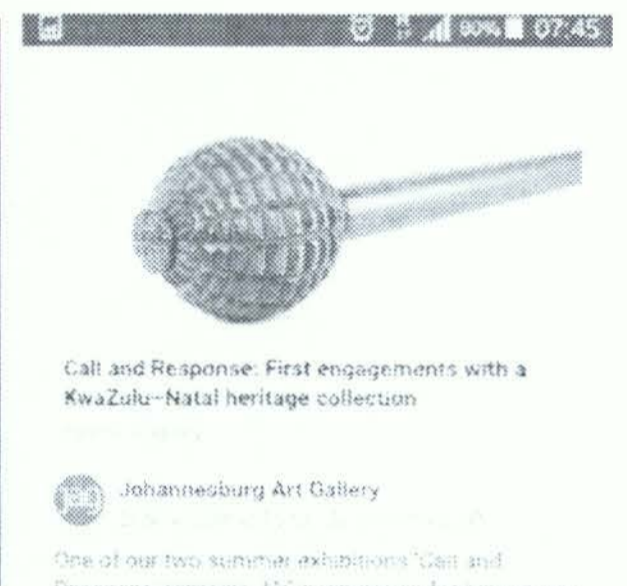 90% 07:45
Call and Response: First engagements with a
KwaZulu-Natal heritage collection
Johannesburg Art Gallery
One of our two summer exhibitions 'Call and